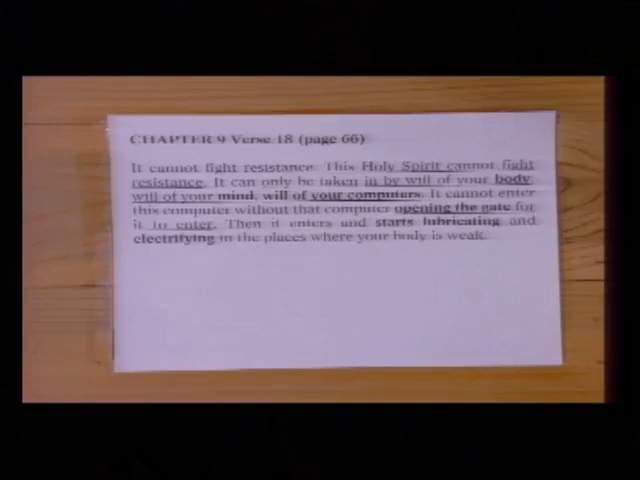 CHAPTER 9 Verse 18 (page 66)
It cannot fight resistance. This Holy Spirit cannot fight
resistance. It can only be taken in by will of your body,
will of your mind, will of your computers. It cannot enter
this computer without that computer opening the gate for
it to enter. Then it enters and starts lubricating and
electrifying in the places where your body is weak.